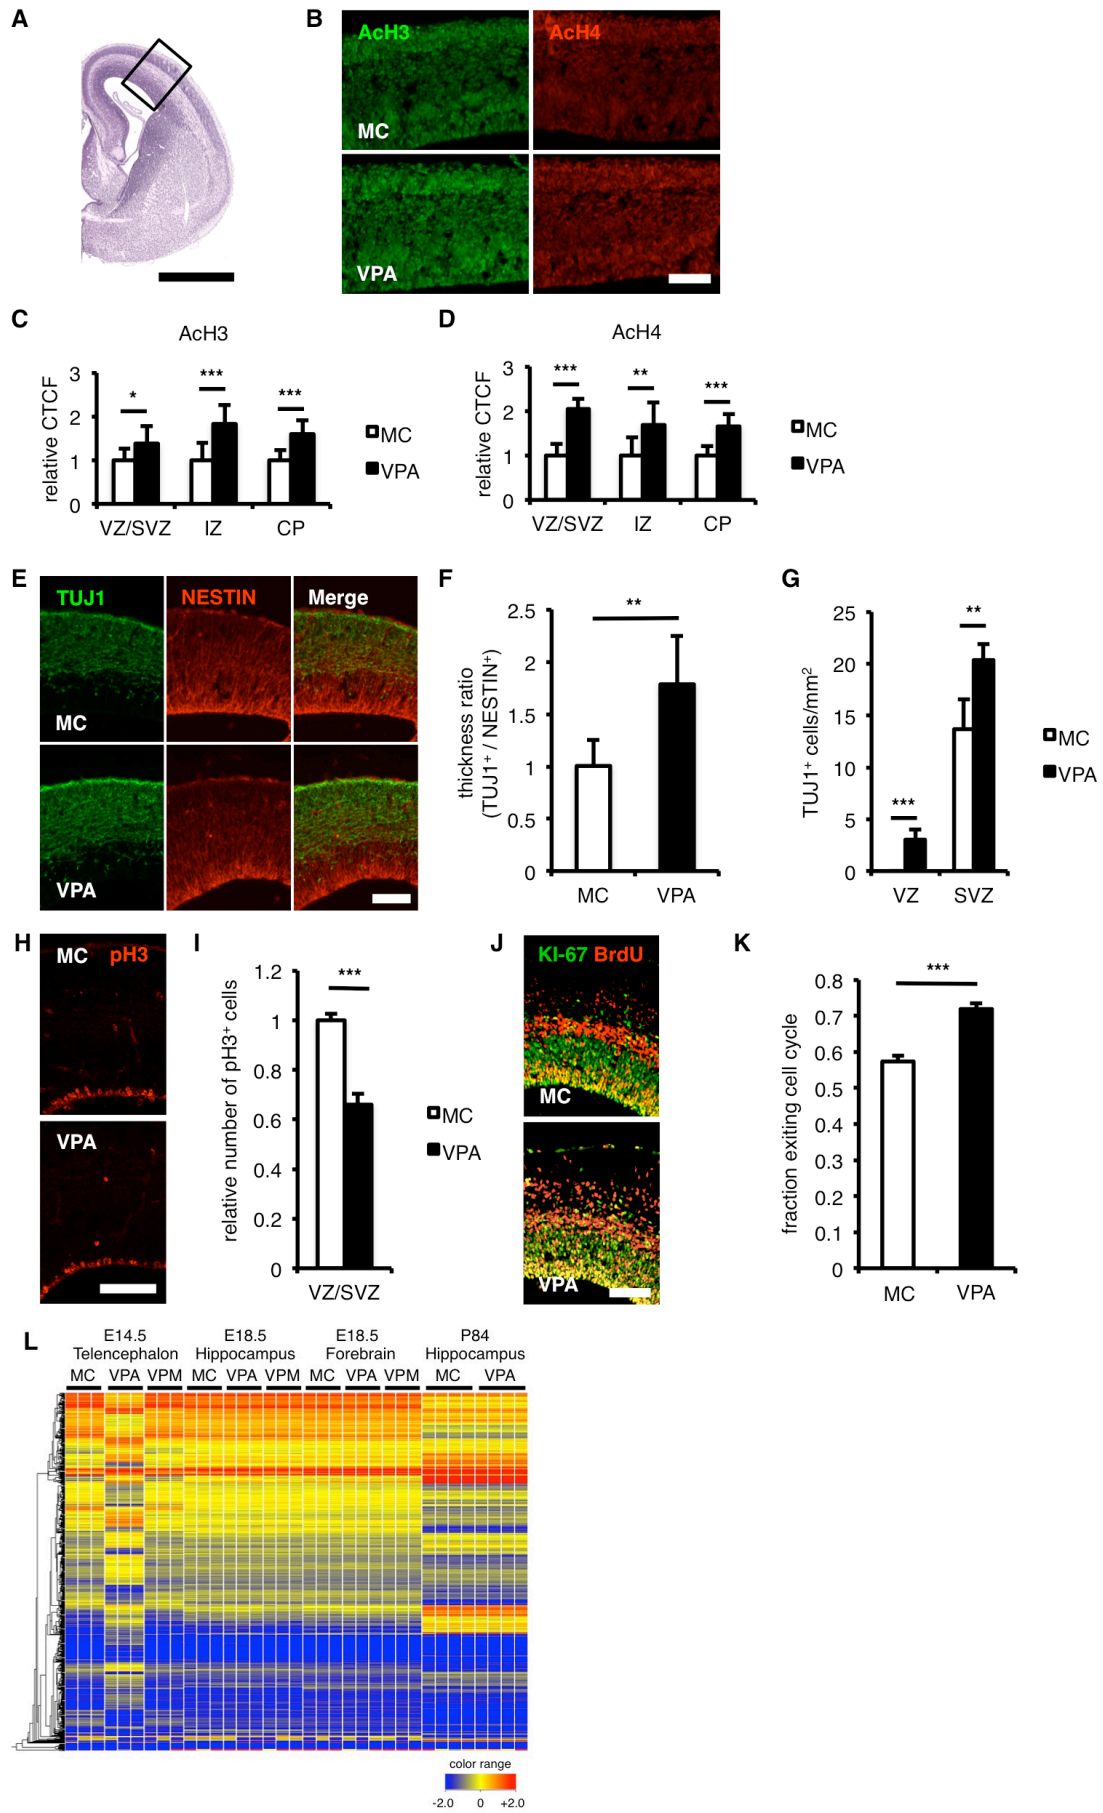 A
B
AcH3
AcH4
MC
VPA
C
AcH3
relative CTCF
3
2
1
0
*
***
***
VZ/SVZ
IZ
CP
MC
VPA
D
AcH4
relative CTCF
3
2
1
0
***
**
***
VZ/SVZ
IZ
CP
MC
VPA
E
TUJ1
NESTIN
Merge
MC
VPA
F
thickness ratio
(TUJ1+ / NESTIN+)
2.5
2
1.5
1
0.5
0
**
MC
VPA
G
TUJ1+ cells/mm2
25
20
15
10
5
0
***
**
VZ
SVZ
MC
VPA
H
MC
pH3
VPA
I
relative number of pH3+ cells
1.2
1
0.8
0.6
0.4
0.2
0
***
VZ/SVZ
MC
VPA
J
KI-67 BrdU
MC
VPA
K
fraction exiting cell cycle
0.8
0.7
0.6
0.5
0.4
0.3
0.2
0.1
0
***
MC
VPA
L
E14.5
Telencephalon
E18.5
Hippocampus
E18.5
Forebrain
P84
Hippocampus
MC VPA VPM MC VPA VPM MC VPA VPM MC VPA
color range
-2.0 0 +2.0